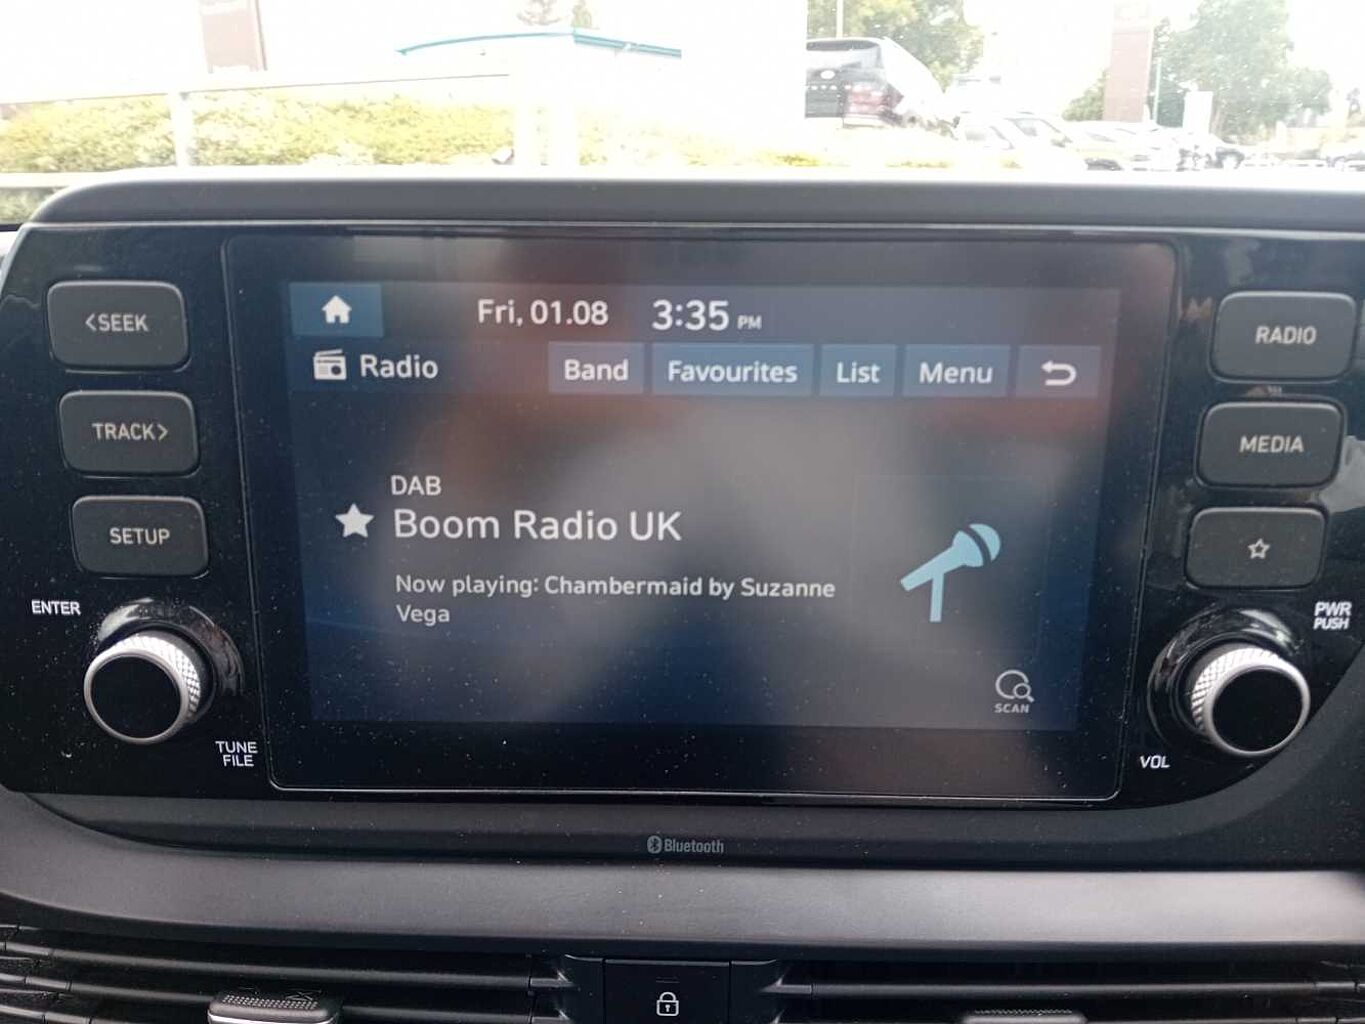 Fri, 01.08 3:35 PM
Radio Band Favourites List Menu
DAB
Boom Radio UK
Now playing: Chambermaid by Suzanne
Vega
SCAN
<SEEK
TRACK>
SETUP
ENTER
TUNE
FILE
RADIO
MEDIA
PWR
PUSH
VOL
Bluetooth